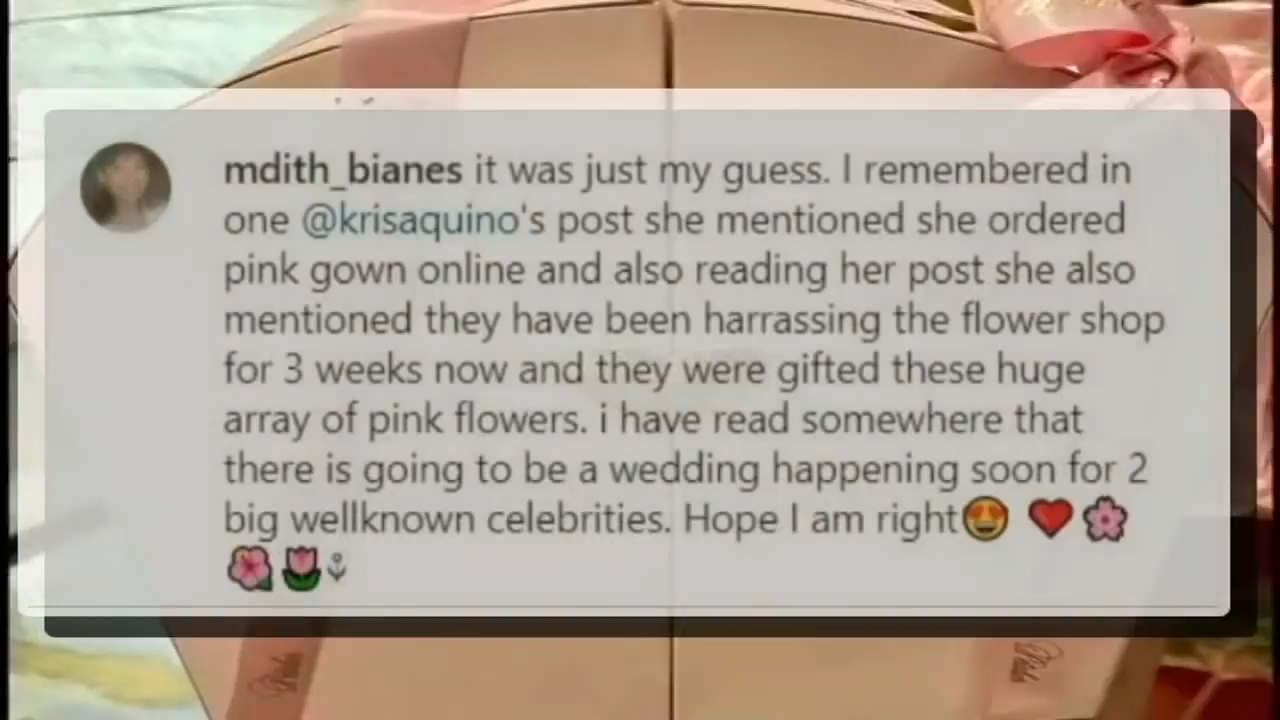 mdith_bianes it was just my guess. I remembered in
one @krisaquino's post she mentioned she ordered
pink gown online and also reading her post she also
mentioned they have been harrassing the flower shop
for 3 weeks now and they were gifted these huge
array of pink flowers. i have read somewhere that
there is going to be a wedding happening soon for 2
big wellknown celebrities. Hope I am right😍 ❤️🌸
🌺🌷⚓